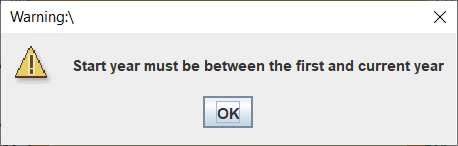 Warning:\
Start year must be between the first and current year
OK